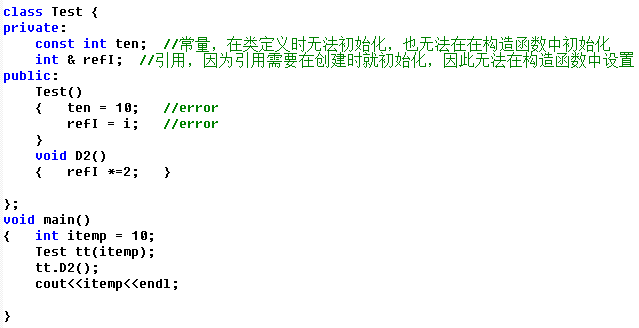 class Test {
private:
    const int ten;  //常量，在类定义时无法初始化，也无法在在构造函数中初始化
    int & refI;  //引用，因为引用需要在创建时就初始化，因此无法在构造函数中设置
public:
    Test()
    {   ten = 10;   //error
        refI = i;   //error
    }
    void D2()
    {   refI *=2;   }
};
void main()
{   int itemp = 10;
    Test tt(itemp);
    tt.D2();
    cout<<itemp<<endl;
}